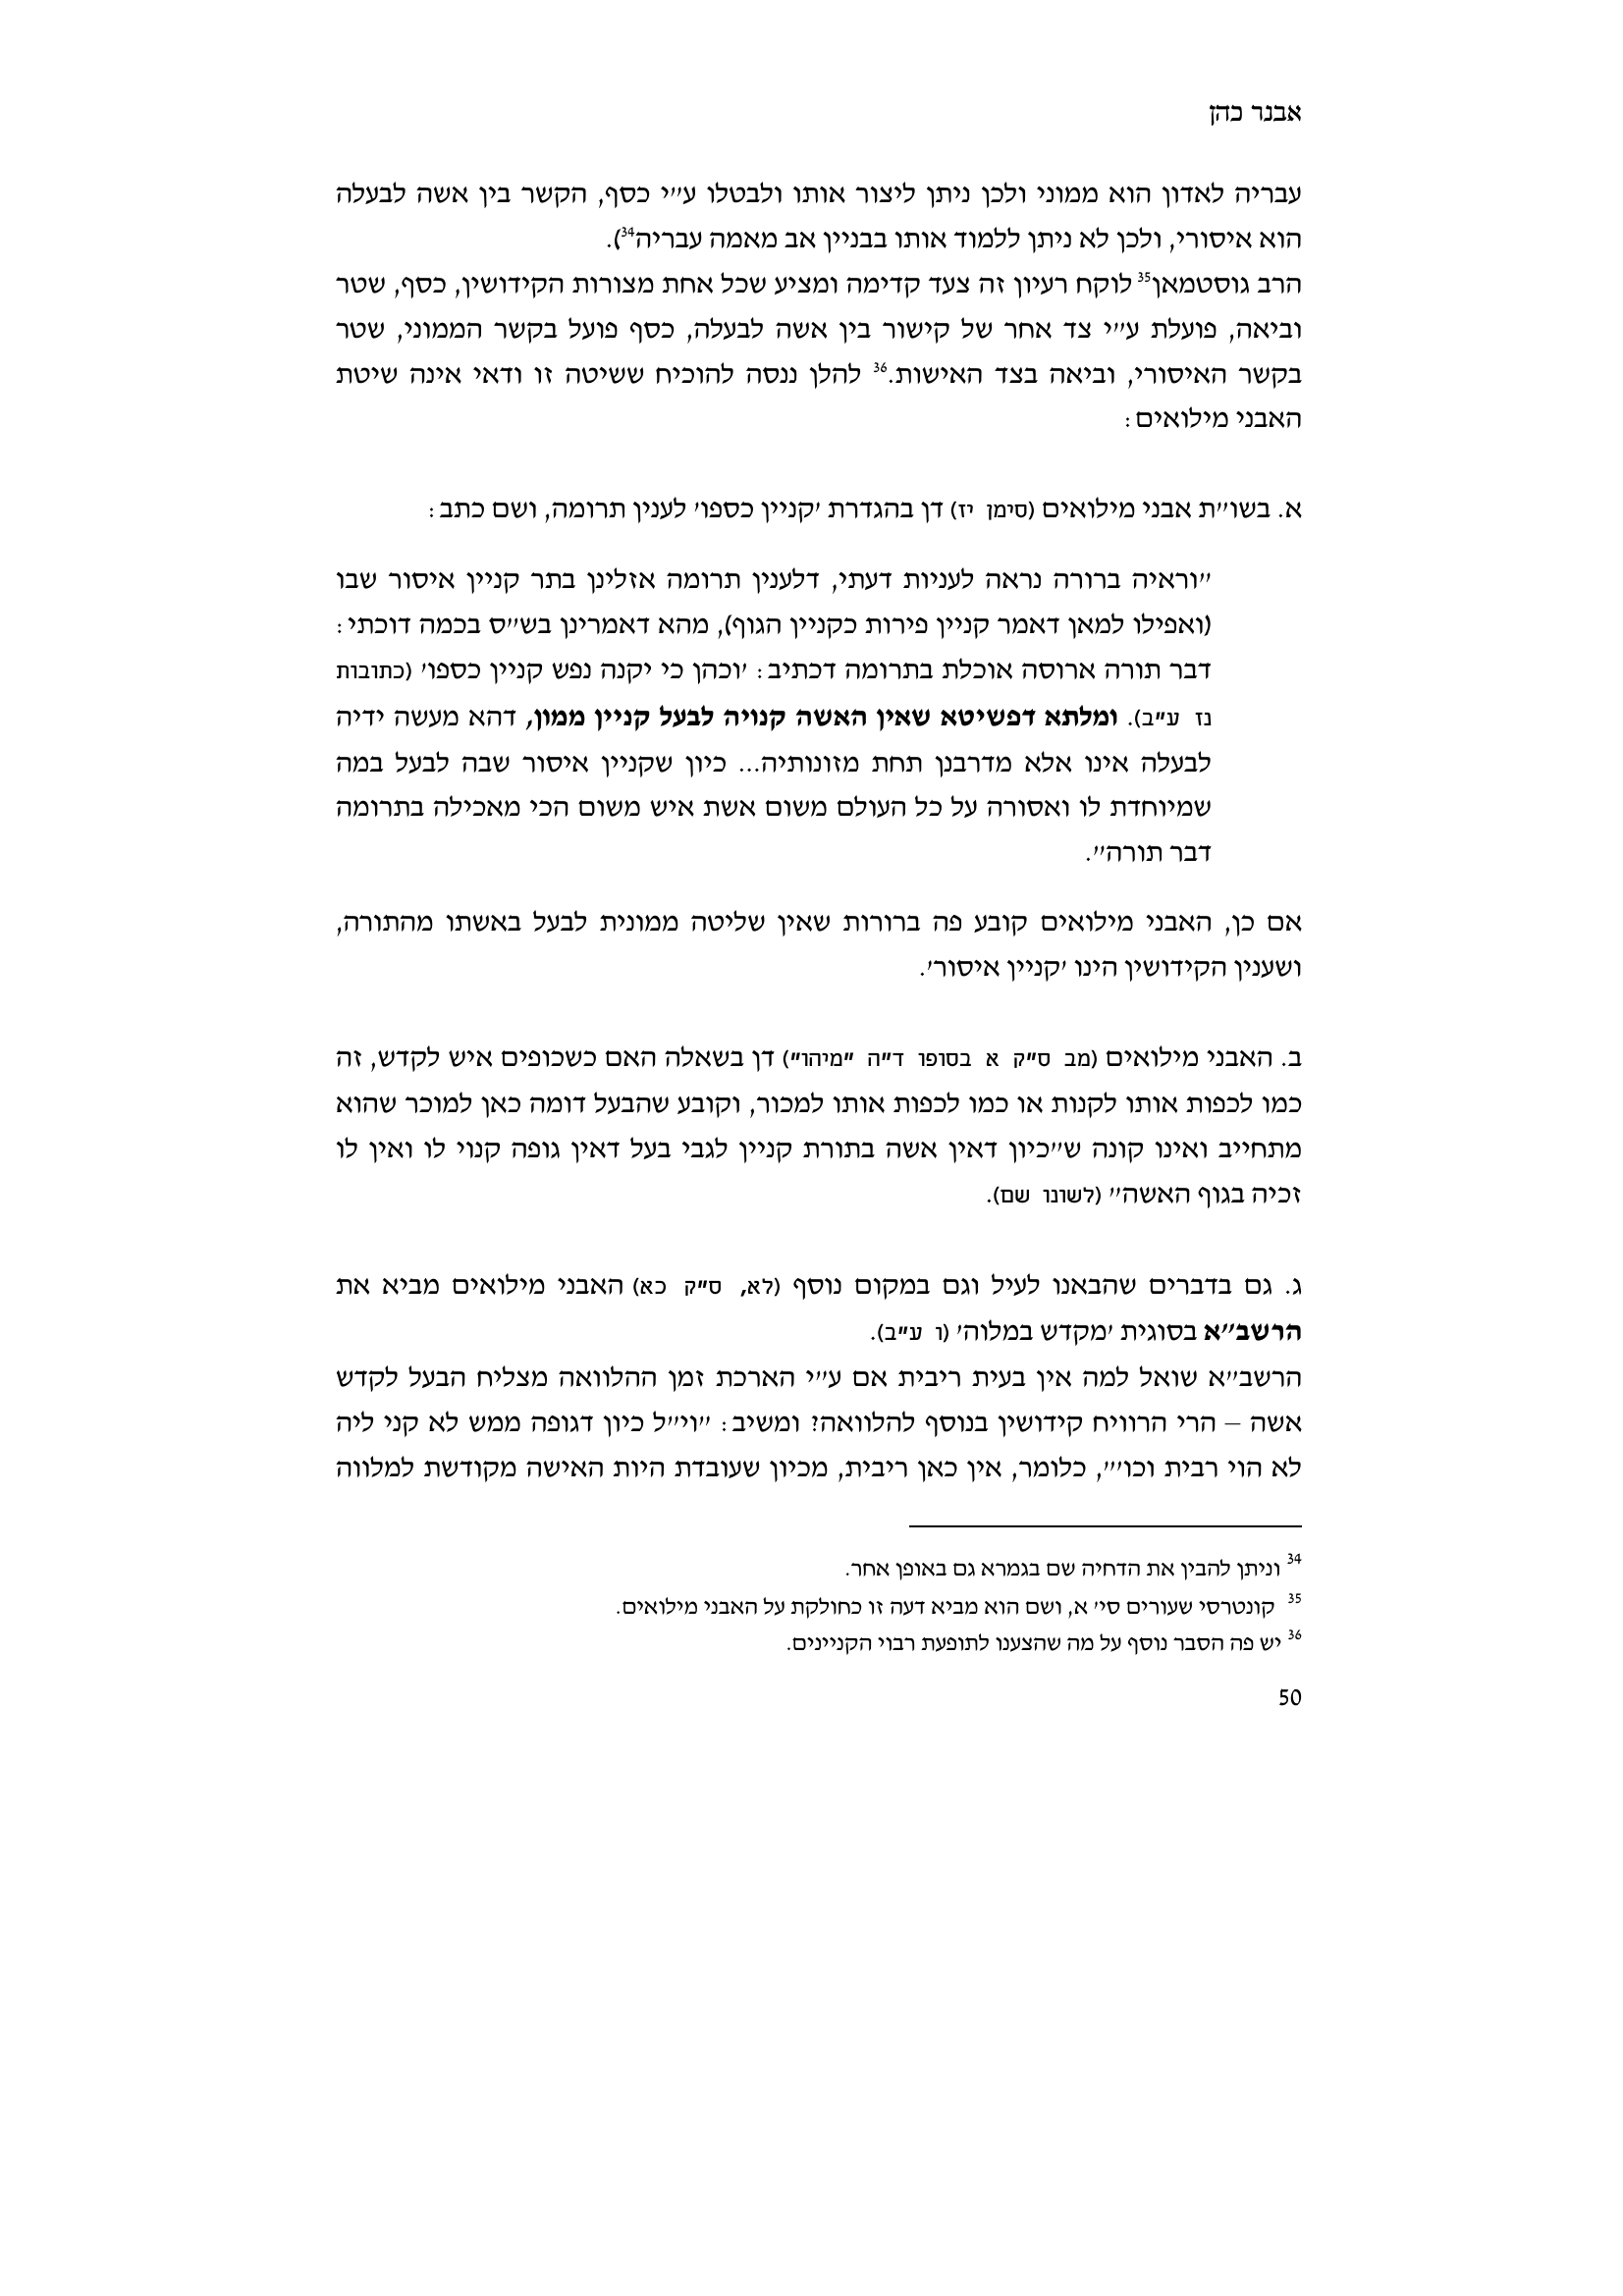 אבנר כהן
עבריה לאדון הוא ממוני ולכן ניתן ליצור אותו ולבטלו ע״י כסף, הקשר בין אשה לבעלה
הוא איסורי, ולכן לא ניתן ללמוד אותו בבניין אב מאמה עבריה34).
הרב גוסטמאן35 לוקח רעיון זה צעד קדימה ומציע שכל אחת מצורות הקידושין, כסף, שטר
וביאה, פועלת ע״י צד אחר של קישור בין אשה לבעלה, כסף פועל בקשר הממוני, שטר
בקשר האיסורי, וביאה בצד האישות.36 להלן ננסה להוכיח ששיטה זו ודאי אינה שיטת
האבני מילואים:
א. בשו״ת אבני מילואים (סימן יז) דן בהגדרת ׳קניין כספו׳ לענין תרומה, ושם כתב:
״וראיה ברורה נראה לעניות דעתי, דלענין תרומה אזלינן בתר קניין איסור שבו
(ואפילו למאן דאמר קניין פירות כקניין הגוף), מהא דאמרינן בש״ס בכמה דוכתי:
דבר תורה ארוסה אוכלת בתרומה דכתיב: ׳וכהן כי יקנה נפש קניין כספו׳ (כתובות
נז ע״ב). ומלתא דפשיטא שאין האשה קנויה לבעל קניין ממון, דהא מעשה ידיה
לבעלה אינו אלא מדרבנן תחת מזונותיה... כיון שקניין איסור שבה לבעל במה
שמיוחדת לו ואסורה על כל העולם משום אשת איש משום הכי מאכילה בתרומה
דבר תורה״.
אם כן, האבני מילואים קובע פה ברורות שאין שליטה ממונית לבעל באשתו מהתורה,
ושענין הקידושין הינו ׳קניין איסור׳.
ב. האבני מילואים (מב ס״ק א בסופו ד״ה ״מיהו״) דן בשאלה האם כשכופים איש לקדש, זה
כמו לכפות אותו לקנות או כמו לכפות אותו למכור, וקובע שהבעל דומה כאן למוכר שהוא
מתחייב ואינו קונה ש״כיון דאין אשה בתורת קניין לגבי בעל דאין גופה קנוי לו ואין לו
זכיה בגוף האשה״ (לשונו שם).
ג. גם בדברים שהבאנו לעיל וגם במקום נוסף (לא, ס״ק כא) האבני מילואים מביא את
הרשב״א בסוגית ׳מקדש במלוה׳ (ו ע״ב).
הרשב״א שואל למה אין בעית ריבית אם ע״י הארכת זמן ההלוואה מצליח הבעל לקדש
אשה – הרי הרוויח קידושין בנוסף להלוואה? ומשיב: ״וי״ל כיון דגופה ממש לא קני ליה
לא הוי רבית וכו׳״, כלומר, אין כאן ריבית, מכיון שעובדת היות האישה מקודשת למלווה
34 וניתן להבין את הדחיה שם בגמרא גם באופן אחר.
35 קונטרסי שעורים סי׳ א, ושם הוא מביא דעה זו כחולקת על האבני מילואים.
36 יש פה הסבר נוסף על מה שהצענו לתופעת רבוי הקניינים.
50